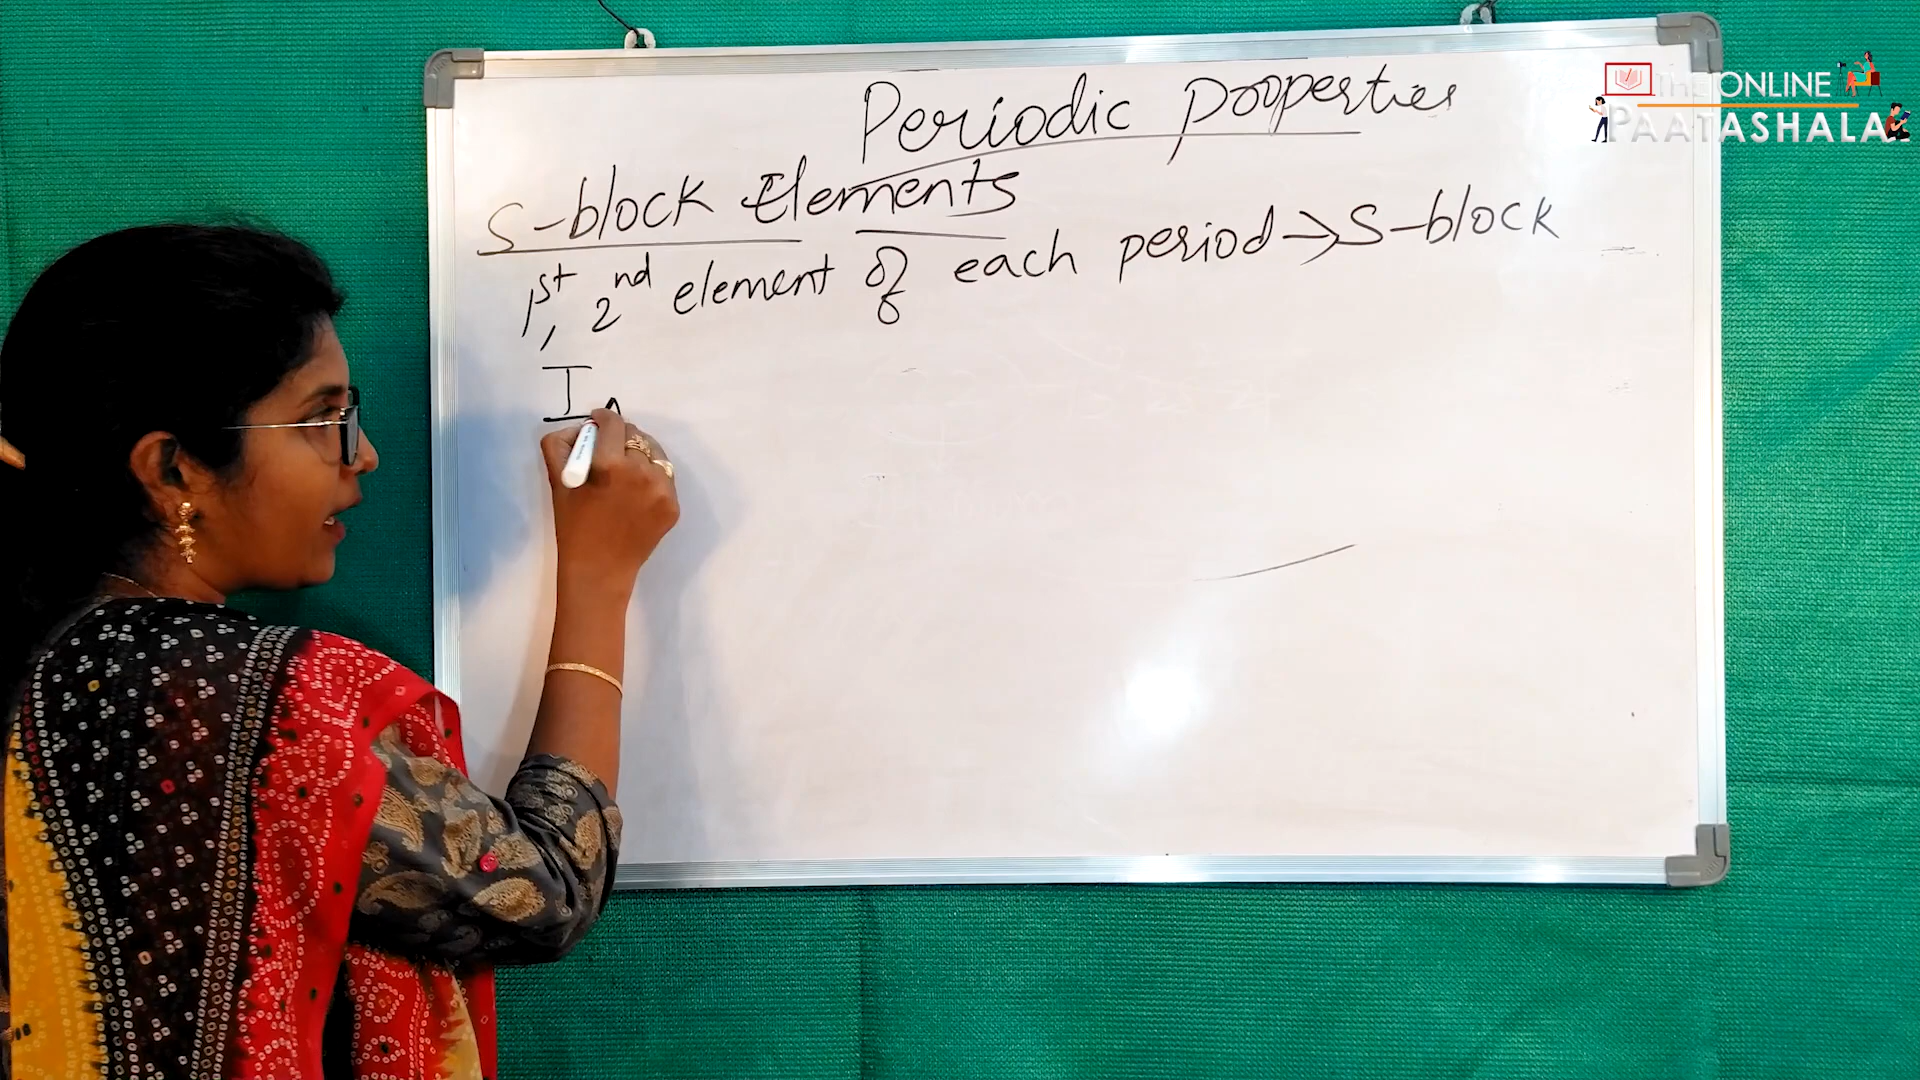 Periodic properties
S-block Elements
1st, 2nd element of each period → S-block
I A
THE ONLINE
PAATASHALA